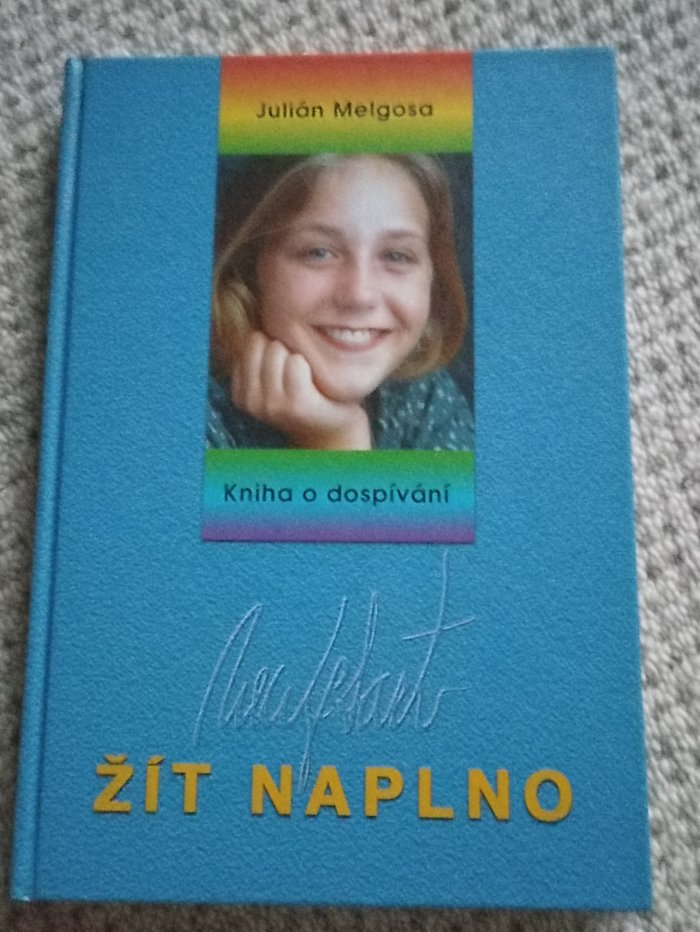 Julián Melgosa
Kniha o dospívání
ŽÍT NAPLNO